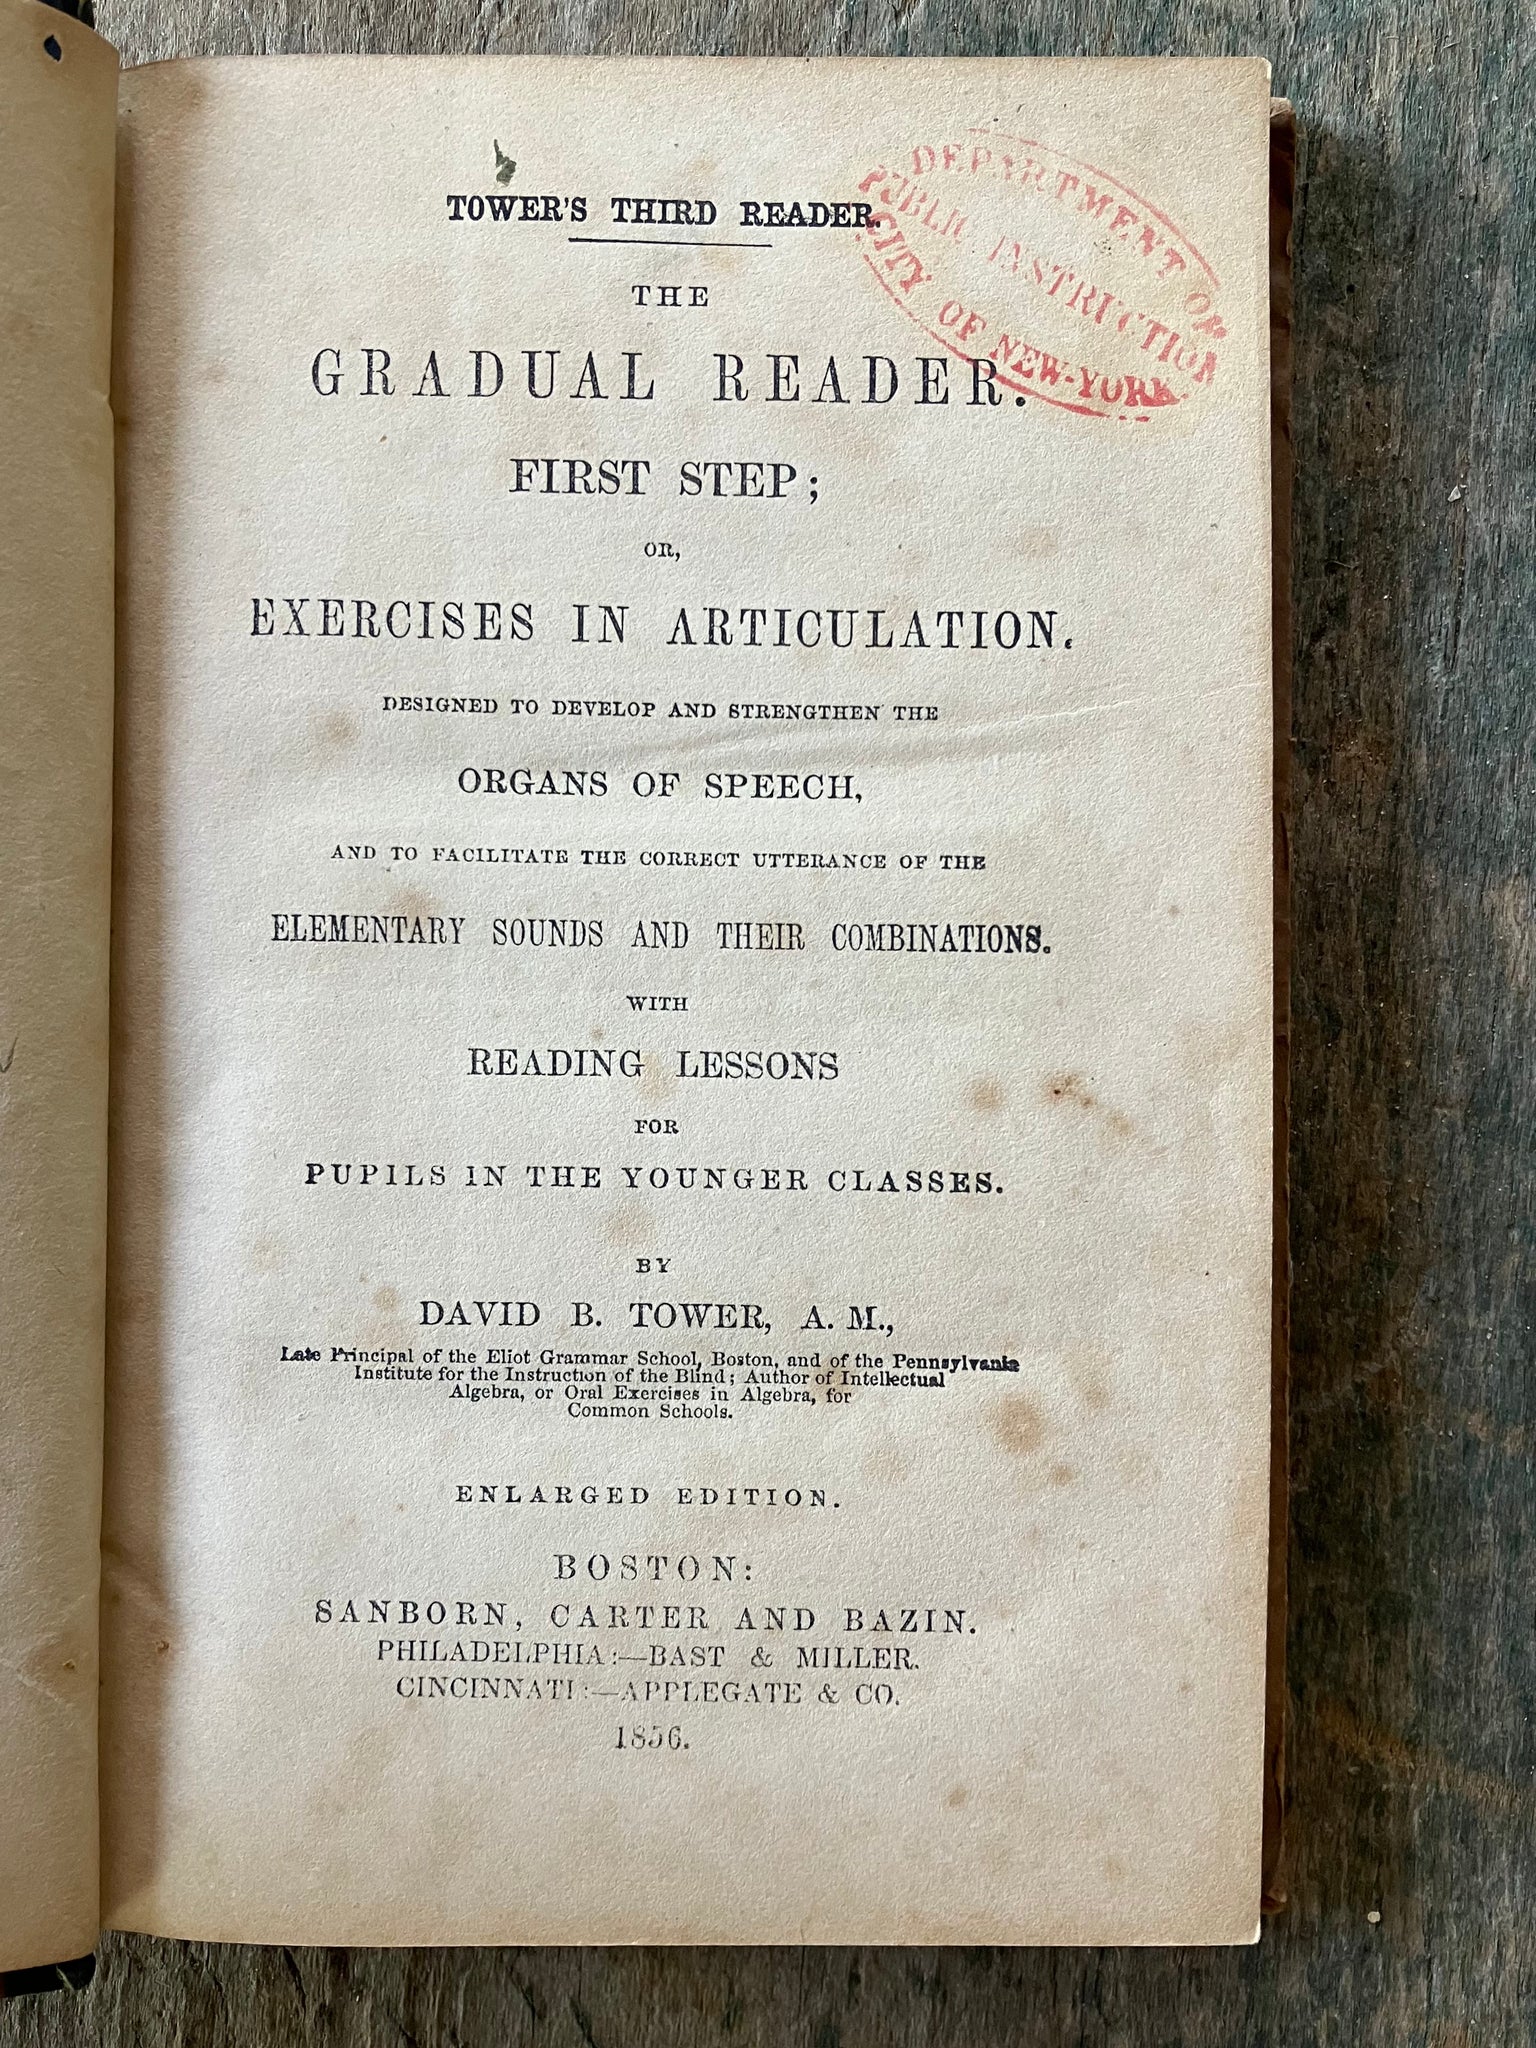 TOWER'S THIRD READER.
DEPARTMENT OF
PUBLIC INSTRUCTION
CITY OF NEW-YORK
THE
GRADUAL READER.
FIRST STEP;
OR,
EXERCISES IN ARTICULATION.
DESIGNED TO DEVELOP AND STRENGTHEN THE
ORGANS OF SPEECH,
AND TO FACILITATE THE CORRECT UTTERANCE OF THE
ELEMENTARY SOUNDS AND THEIR COMBINATIONS.
WITH
READING LESSONS
FOR
PUPILS IN THE YOUNGER CLASSES.
BY
DAVID B. TOWER, A. M.,
Late Principal of the Eliot Grammar School, Boston, and of the Pennsylvania
Institute for the Instruction of the Blind; Author of Intellectual
Algebra, or Oral Exercises in Algebra, for
Common Schools.
ENLARGED EDITION.
BOSTON:
SANBORN, CARTER AND BAZIN.
PHILADELPHIA:—BAST & MILLER.
CINCINNATI:—APPLEGATE & CO.
1856.